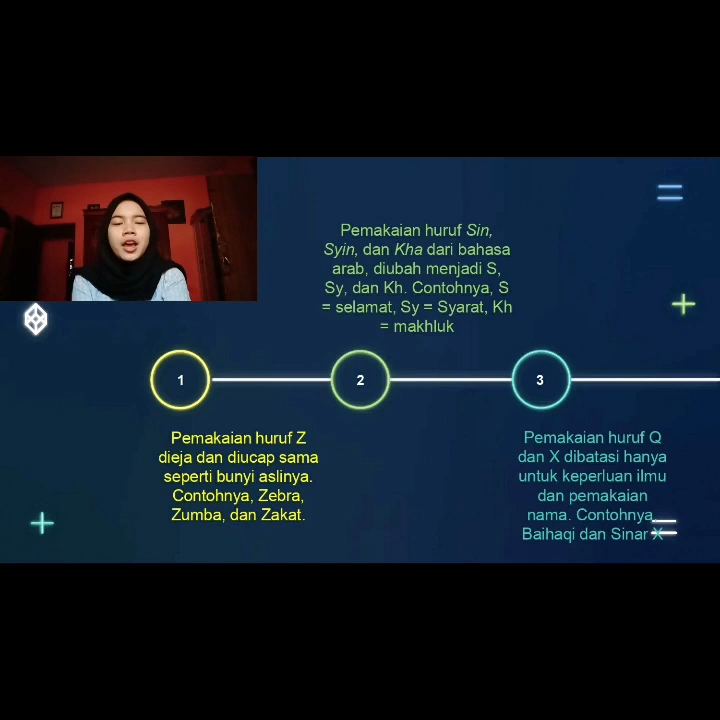 Pemakaian huruf Sin,
Syin, dan Kha dari bahasa
arab, diubah menjadi S,
Sy, dan Kh. Contohnya, S
= selamat, Sy = Syarat, Kh
= makhluk
1
2
3
Pemakaian huruf Z
dieja dan diucap sama
seperti bunyi aslinya.
Contohnya, Zebra,
Zumba, dan Zakat.
Pemakaian huruf Q
dan X dibatasi hanya
untuk keperluan ilmu
dan pemakaian
nama. Contohnya
Baihaqi dan Sinar X